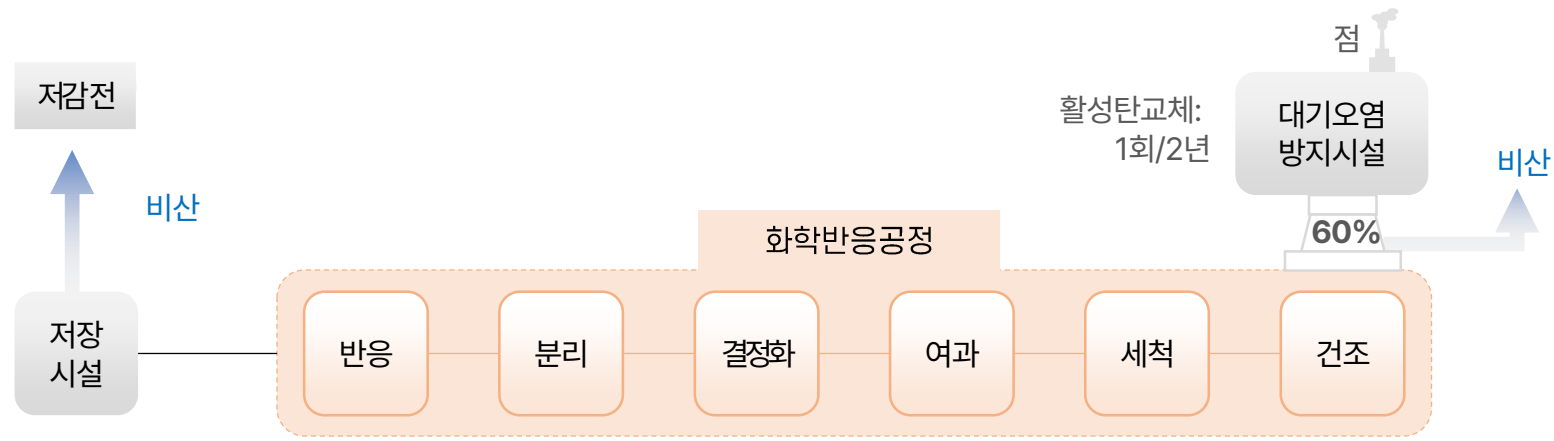 점
저감전
활성탄교체:
1회/2년
대기오염
방지시설
비산
비산
60%
화학반응공정
저장
시설
반응
분리
결정화
여과
세척
건조